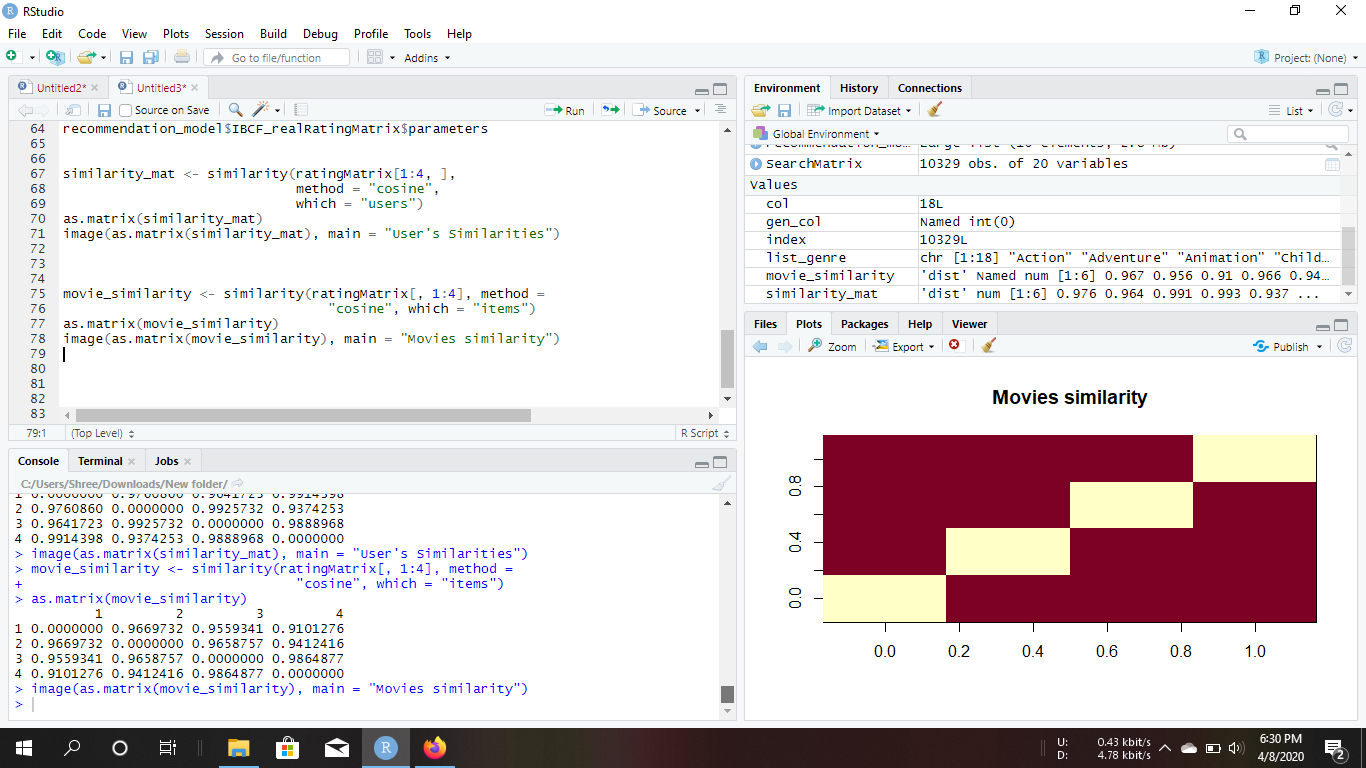 RStudio
File Edit Code View Plots Session Build Debug Profile Tools Help
Go to file/function Addins Project: (None)
Untitled2* Untitled3*
Source on Save Run Source
64 recommendation_model$IBCF_realRatingMatrix$parameters
65
66
67 similarity_mat <- similarity(ratingMatrix[1:4, ],
68 method = "cosine",
69 which = "users")
70 as.matrix(similarity_mat)
71 image(as.matrix(similarity_mat), main = "User's Similarities")
72
73
74
75 movie_similarity <- similarity(ratingMatrix[, 1:4], method =
76 "cosine", which = "items")
77 as.matrix(movie_similarity)
78 image(as.matrix(movie_similarity), main = "Movies similarity")
79
80
81
82
83
79:1 (Top Level) R Script
Console Terminal Jobs
C:/Users/Shree/Downloads/New folder/
1 0.0000000 0.9760860 0.9641723 0.9914398
2 0.9760860 0.0000000 0.9925732 0.9374253
3 0.9641723 0.9925732 0.0000000 0.9888968
4 0.9914398 0.9374253 0.9888968 0.0000000
> image(as.matrix(similarity_mat), main = "User's Similarities")
> movie_similarity <- similarity(ratingMatrix[, 1:4], method =
+ "cosine", which = "items")
> as.matrix(movie_similarity)
1 2 3 4
1 0.0000000 0.9669732 0.9559341 0.9101276
2 0.9669732 0.0000000 0.9658757 0.9412416
3 0.9559341 0.9658757 0.0000000 0.9864877
4 0.9101276 0.9412416 0.9864877 0.0000000
> image(as.matrix(movie_similarity), main = "Movies similarity")
>
Environment History Connections
Import Dataset List
Global Environment
SearchMatrix 10329 obs. of 20 variables
Values
col 18L
gen_col Named int(0)
index 10329L
list_genre chr [1:18] "Action" "Adventure" "Animation" "Child…
movie_similarity 'dist' Named num [1:6] 0.967 0.956 0.91 0.966 0.94…
similarity_mat 'dist' num [1:6] 0.976 0.964 0.991 0.993 0.937 ...
Files Plots Packages Help Viewer
Zoom Export Publish
Movies similarity
0.8
0.4
0.0
0.0 0.2 0.4 0.6 0.8 1.0
U: 0.43 kbit/s
D: 4.78 kbit/s
6:30 PM
4/8/2020
2